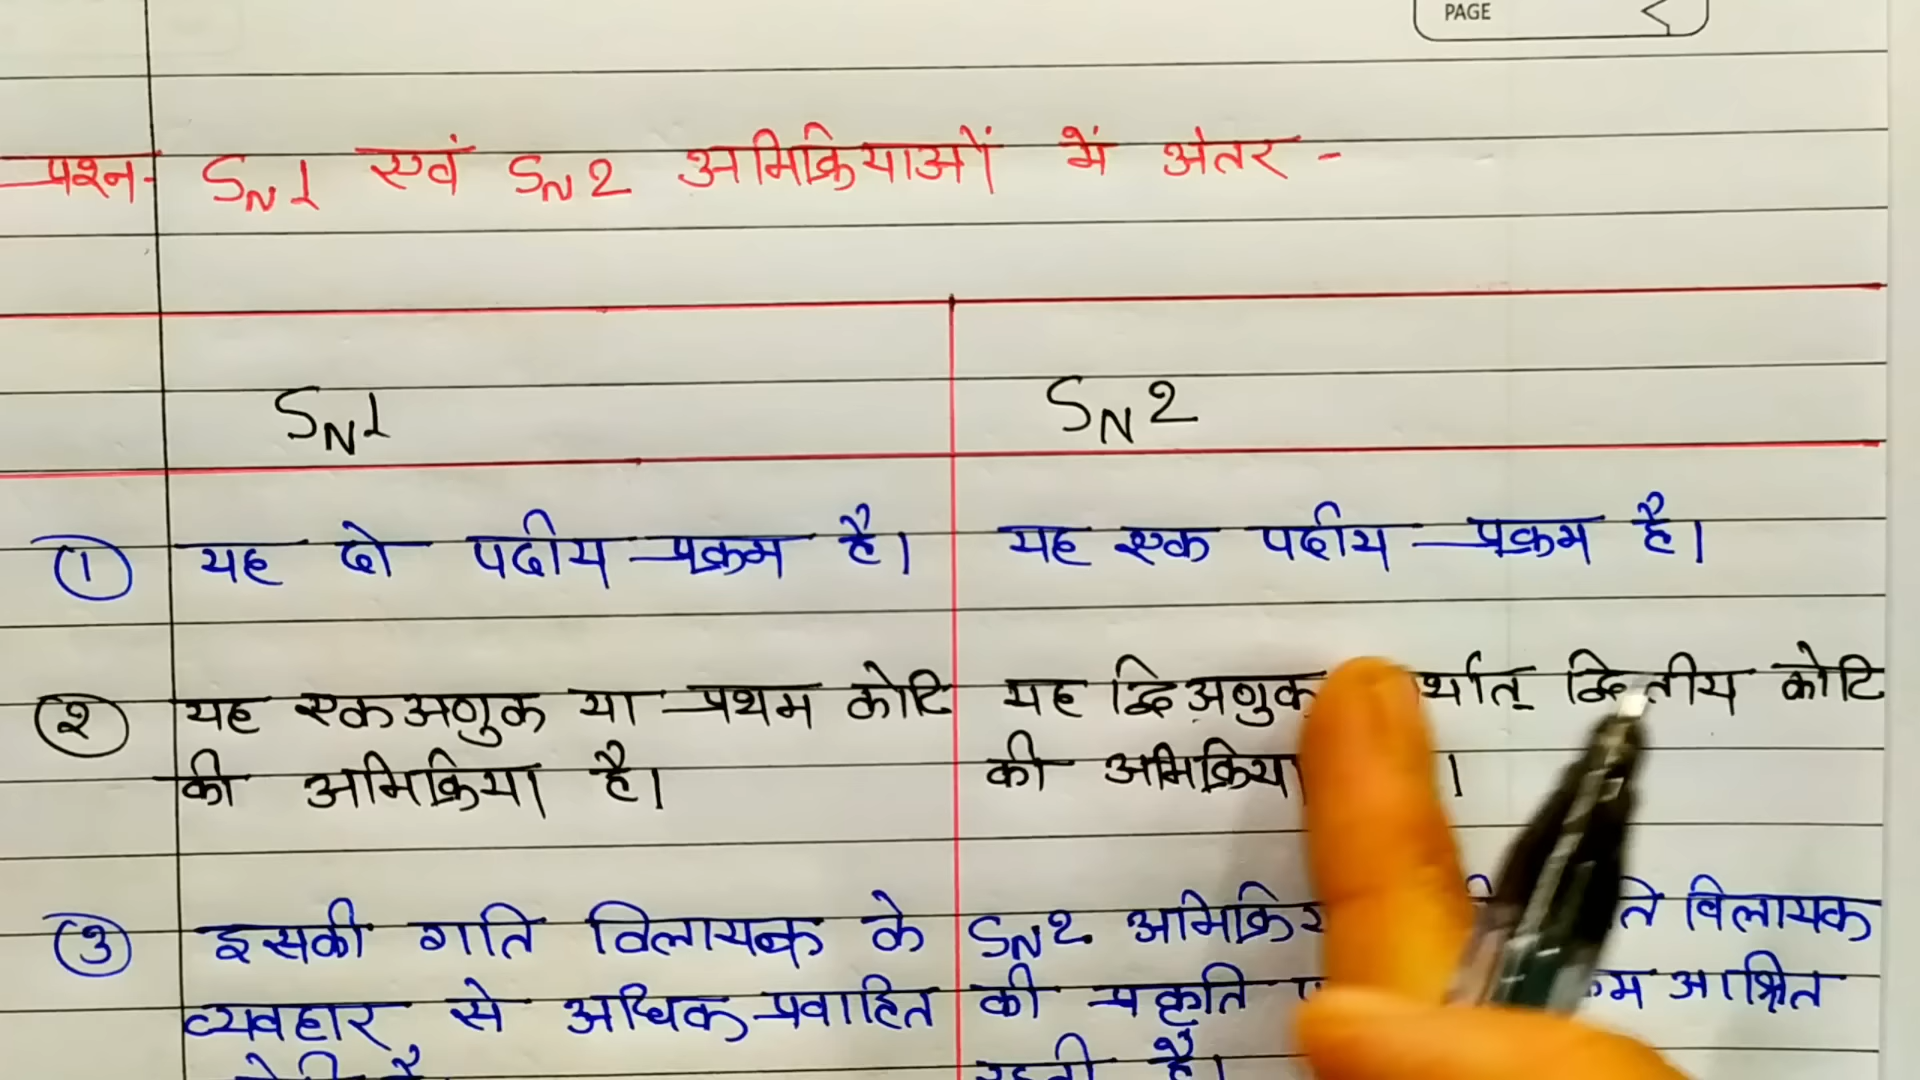 PAGE
प्रश्न- SN1 एवं SN2 अभिक्रियाओं में अंतर -
SN1
SN2
① यह दो पदीय प्रक्रम है।
यह एक पदीय प्रक्रम है।
② यह एकअणुक या प्रथम कोटि
की अभिक्रिया है।
यह द्विअणुक द्वितीय कोटि
की अभिक्रिया ।
③ इसकी गति विलायक के
व्यवहार से अधिक प्रवाहित
SN2 विलायक
की प्रकृति आश्रित
है।